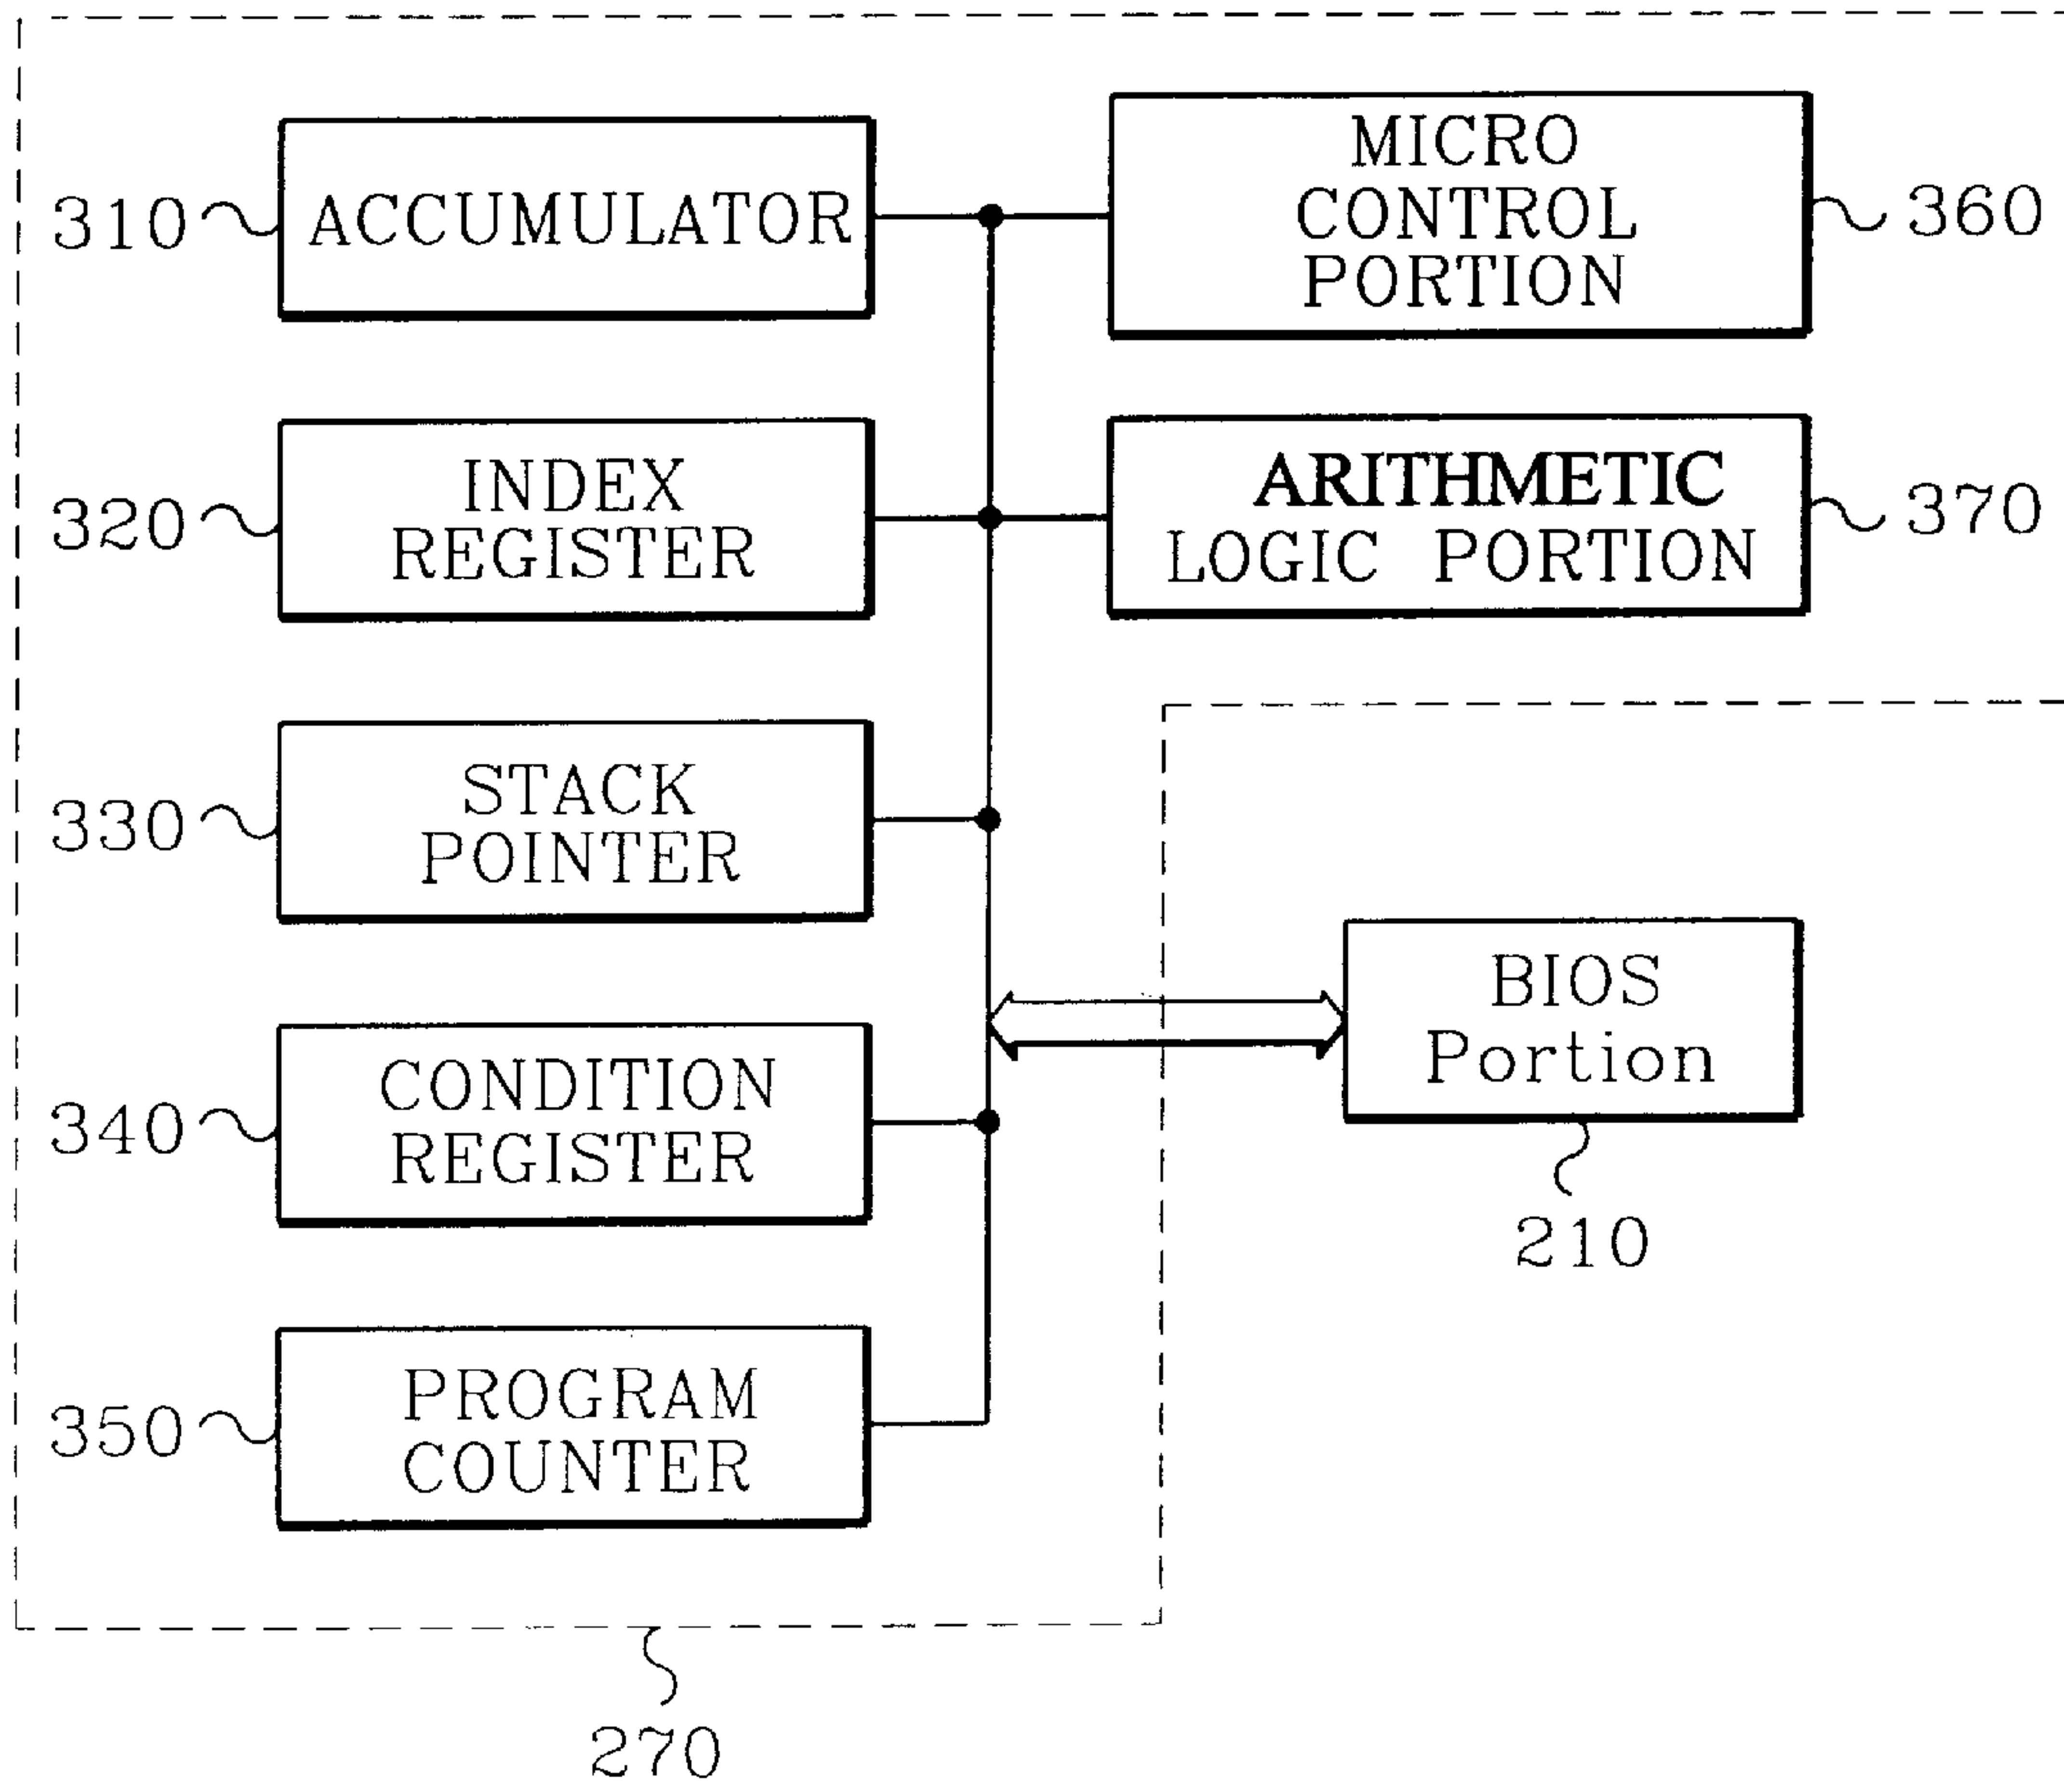 310
ACCUMULATOR
MICRO
CONTROL
PORTION
360
320
INDEX
REGISTER
ARITHMETIC
LOGIC PORTION
370
330
STACK
POINTER
BIOS
Portion
210
340
CONDITION
REGISTER
350
PROGRAM
COUNTER
270